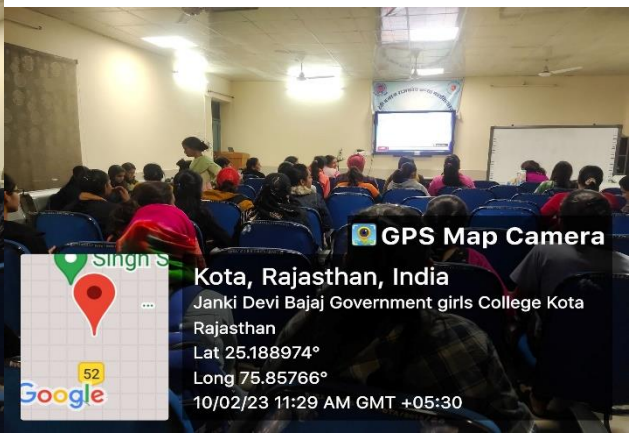 GPS Map Camera
Singh S
Kota, Rajasthan, India
Janki Devi Bajaj Government girls College Kota
Rajasthan
Lat 25.188974°
Long 75.85766°
10/02/23 11:29 AM GMT +05:30
52
Google